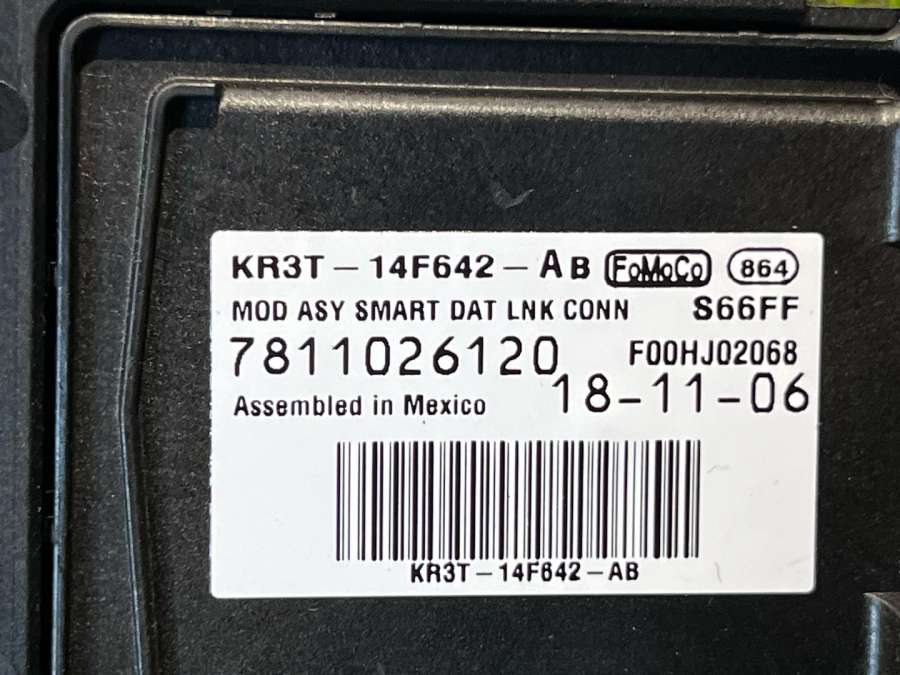 KR3T-14F642-AB FoMoCo 864
MOD ASY SMART DAT LNK CONN S66FF
7811026120 F00HJ02068
Assembled in Mexico 18-11-06
KR3T-14F642-AB